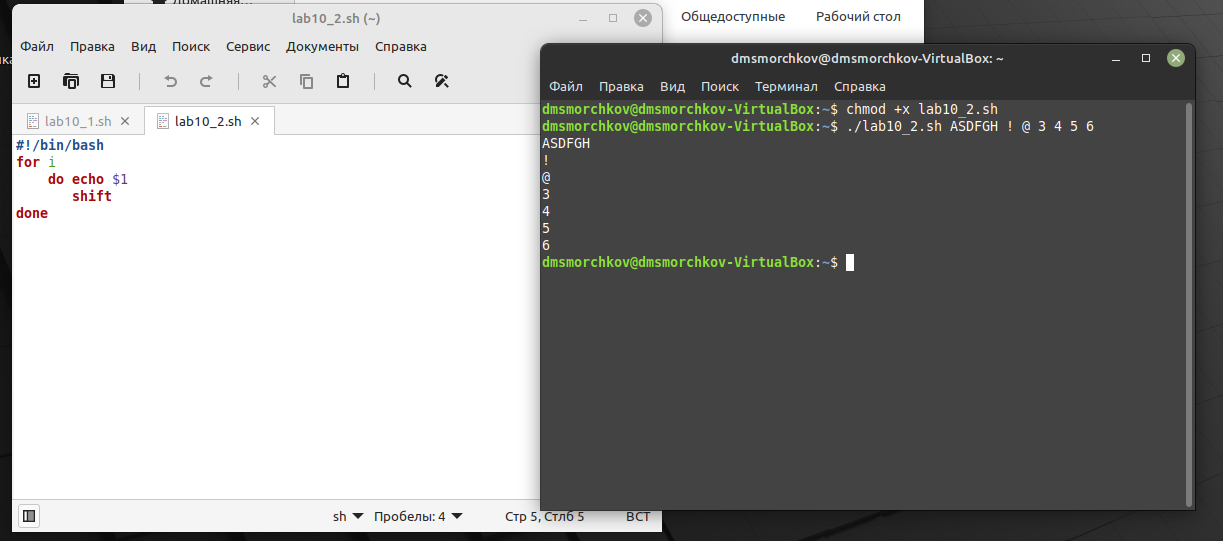 Домашняя...
Общедоступные Рабочий стол
lab10_2.sh (~)
Файл Правка Вид Поиск Сервис Документы Справка
lab10_1.sh lab10_2.sh
#!/bin/bash
for i
    do echo $1
       shift
done
sh Пробелы: 4 Стр 5, Стлб 5 ВСТ
dmsmorchkov@dmsmorchkov-VirtualBox: ~
Файл Правка Вид Поиск Терминал Справка
dmsmorchkov@dmsmorchkov-VirtualBox:~$ chmod +x lab10_2.sh
dmsmorchkov@dmsmorchkov-VirtualBox:~$ ./lab10_2.sh ASDFGH ! @ 3 4 5 6
ASDFGH
!
@
3
4
5
6
dmsmorchkov@dmsmorchkov-VirtualBox:~$